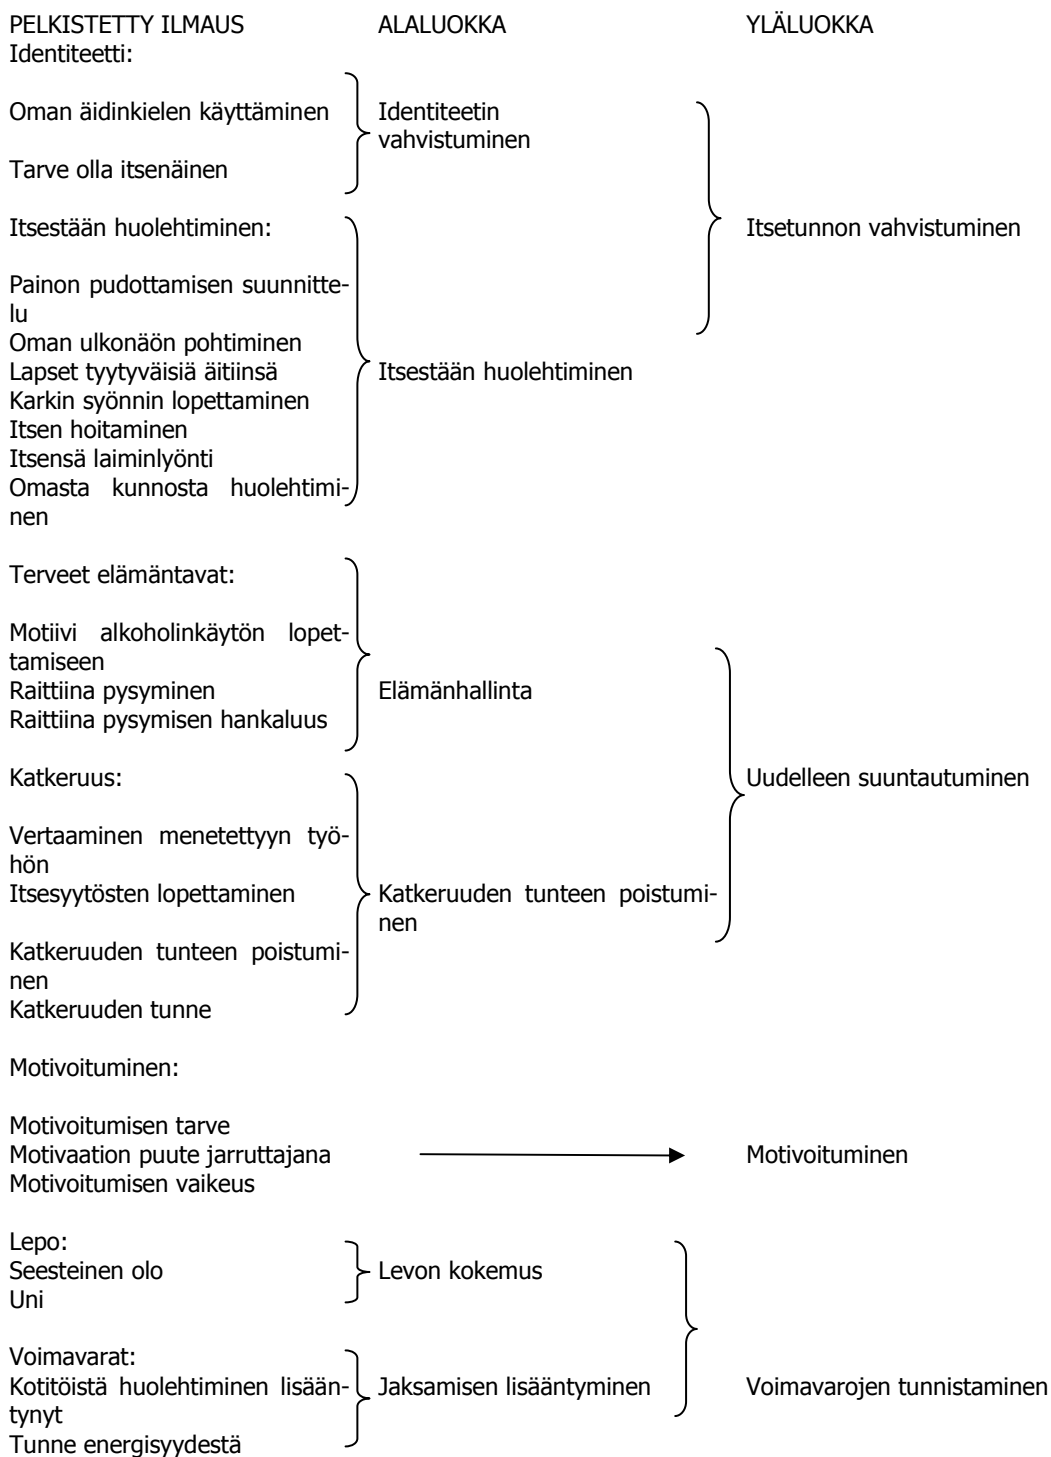 PELKISTETTY ILMAUS ALALUOKKA YLÄLUOKKA
Identiteetti:
Oman äidinkielen käyttäminen Identiteetin
vahvistuminen
Tarve olla itsenäinen
Itsestään huolehtiminen: Itsetunnon vahvistuminen
Painon pudottamisen suunnitte-
lu
Oman ulkonäön pohtiminen
Lapset tyytyväisiä äitiinsä Itsestään huolehtiminen
Karkin syönnin lopettaminen
Itsen hoitaminen
Itsensä laiminlyönti
Omasta kunnosta huolehtimi-
nen
Terveet elämäntavat:
Motiivi alkoholinkäytön lopet-
tamiseen
Raittiina pysyminen Elämänhallinta
Raittiina pysymisen hankaluus
Katkeruus: Uudelleen suuntautuminen
Vertaaminen menetettyyn työ-
hön
Itsesyytösten lopettaminen Katkeruuden tunteen poistumi-
nen
Katkeruuden tunteen poistumi-
nen
Katkeruuden tunne
Motivoituminen:
Motivoitumisen tarve
Motivaation puute jarruttajana Motivoituminen
Motivoitumisen vaikeus
Lepo:
Seesteinen olo Levon kokemus
Uni
Voimavarat:
Kotitöistä huolehtiminen lisään- Jaksamisen lisääntyminen Voimavarojen tunnistaminen
tynyt
Tunne energisyydestä